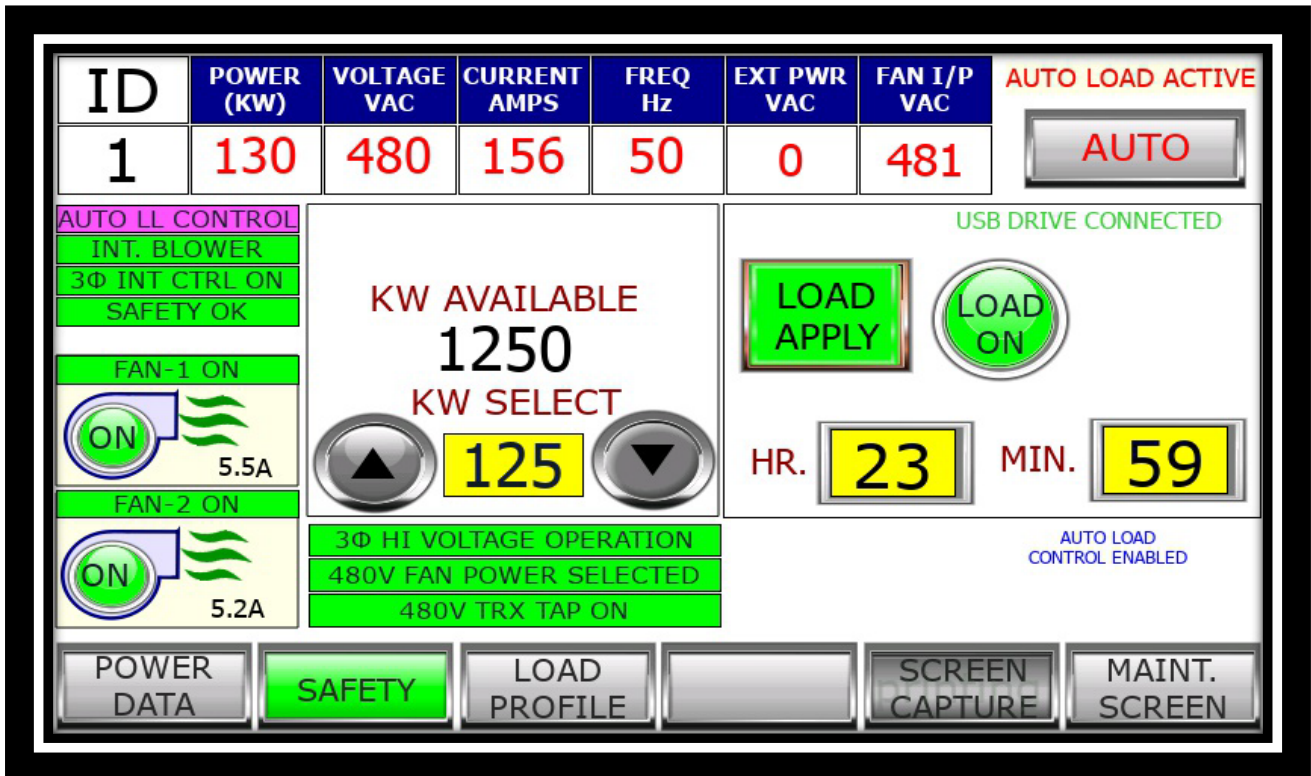 ID
POWER
(KW)
VOLTAGE
VAC
CURRENT
AMPS
FREQ
Hz
EXT PWR
VAC
FAN I/P
VAC
AUTO LOAD ACTIVE
AUTO
1
130
480
156
50
0
481
AUTO LL CONTROL
INT. BLOWER
3Φ INT CTRL ON
SAFETY OK
FAN-1 ON
ON
5.5A
FAN-2 ON
ON
5.2A
KW AVAILABLE
1250
KW SELECT
125
3Φ HI VOLTAGE OPERATION
480V FAN POWER SELECTED
480V TRX TAP ON
USB DRIVE CONNECTED
LOAD
APPLY
LOAD
ON
HR.
23
MIN.
59
AUTO LOAD
CONTROL ENABLED
POWER
DATA
SAFETY
LOAD
PROFILE
SCREEN
CAPTURE
MAINT.
SCREEN